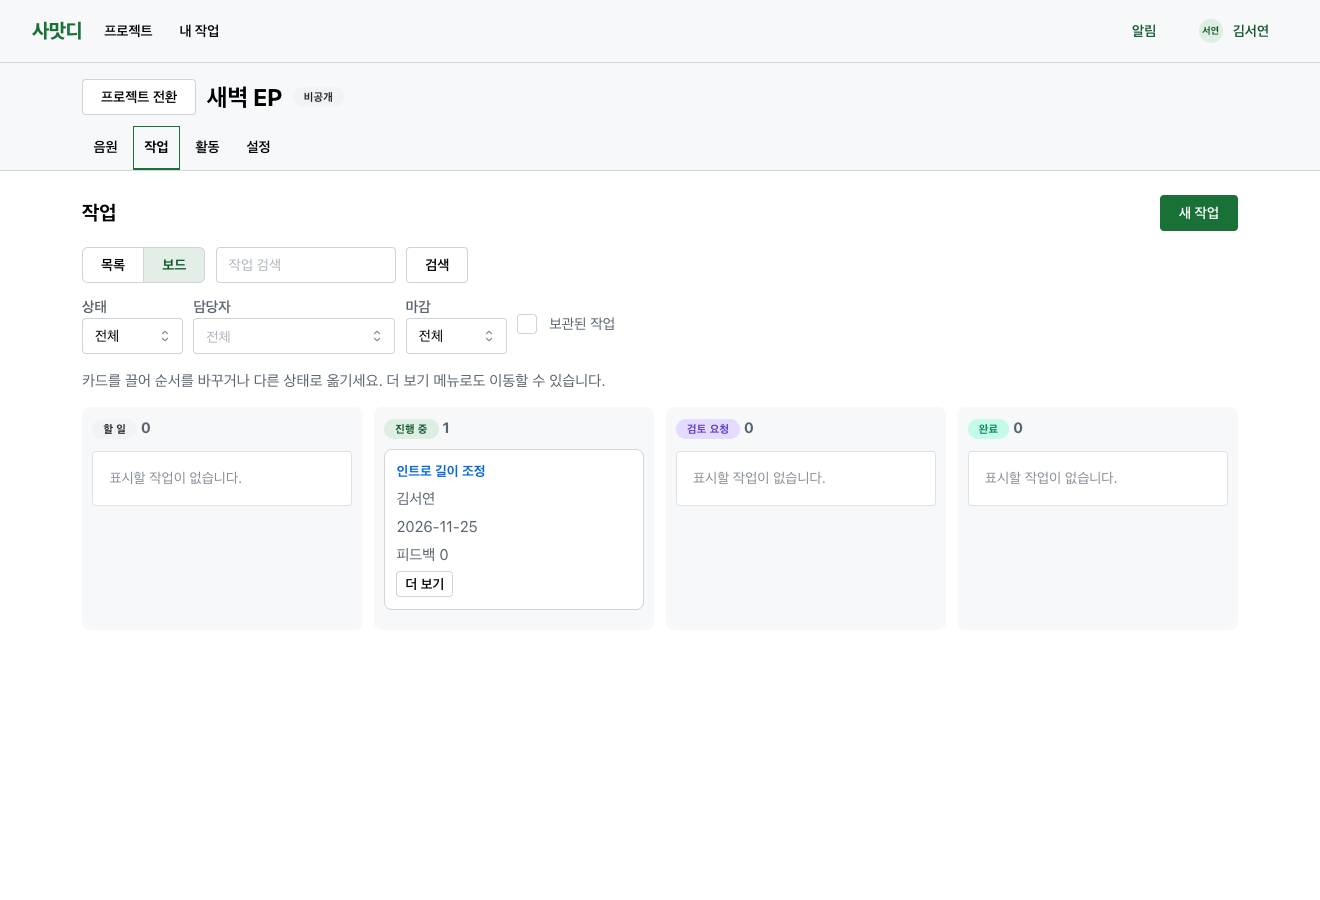 사맛디 프로젝트 내 작업 알림 서연 김서연
프로젝트 전환 새벽 EP 비공개
음원 작업 활동 설정
작업 새 작업
목록 보드 작업 검색 검색
상태 담당자 마감
전체 전체 전체 보관된 작업
카드를 끌어 순서를 바꾸거나 다른 상태로 옮기세요. 더 보기 메뉴로도 이동할 수 있습니다.
할 일 0
표시할 작업이 없습니다.
진행 중 1
인트로 길이 조정
김서연
2026-11-25
피드백 0
더 보기
검토 요청 0
표시할 작업이 없습니다.
완료 0
표시할 작업이 없습니다.